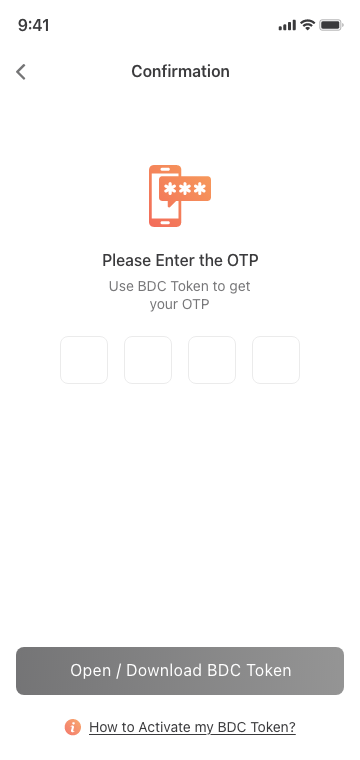 9:41
Confirmation
***
Please Enter the OTP
Use BDC Token to get
your OTP
Open / Download BDC Token
i How to Activate my BDC Token?